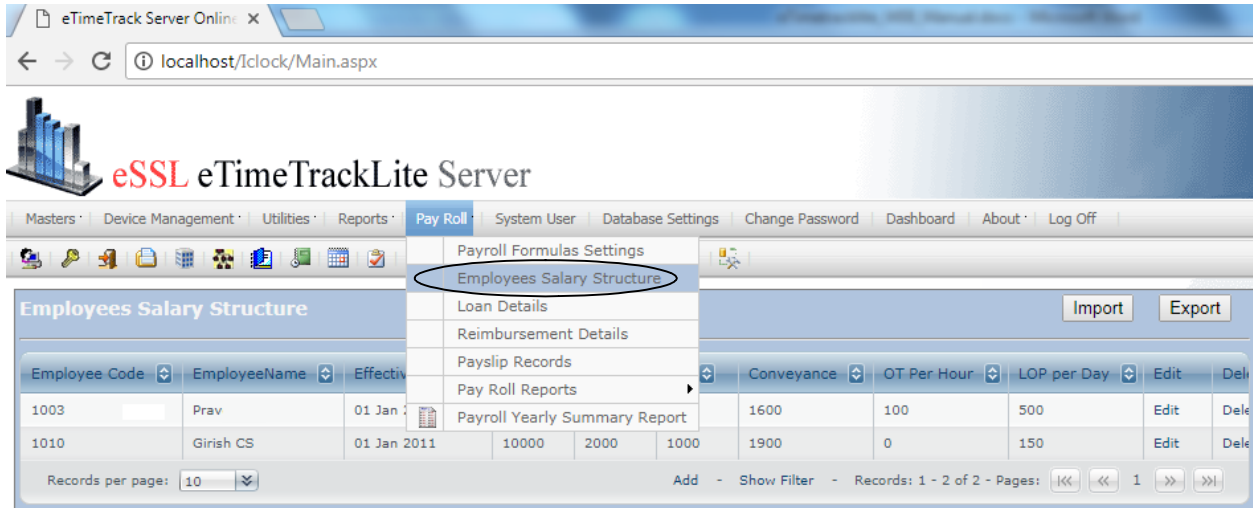 eTimeTrack Server Online
localhost/Iclock/Main.aspx
eSSL eTimeTrackLite Server
Masters Device Management Utilities Reports Pay Roll System User Database Settings Change Password Dashboard About Log Off
Payroll Formulas Settings
Employees Salary Structure
Loan Details
Reimbursement Details
Payslip Records
Pay Roll Reports
Payroll Yearly Summary Report
Employees Salary Structure Import Export
Employee Code EmployeeName Effectiv Conveyance OT Per Hour LOP per Day Edit Dele
1003 Prav 01 Jan 1600 100 500 Edit Dele
1010 Girish CS 01 Jan 2011 10000 2000 1000 1900 0 150 Edit Dele
Records per page: 10 Add - Show Filter - Records: 1 - 2 of 2 - Pages: 1